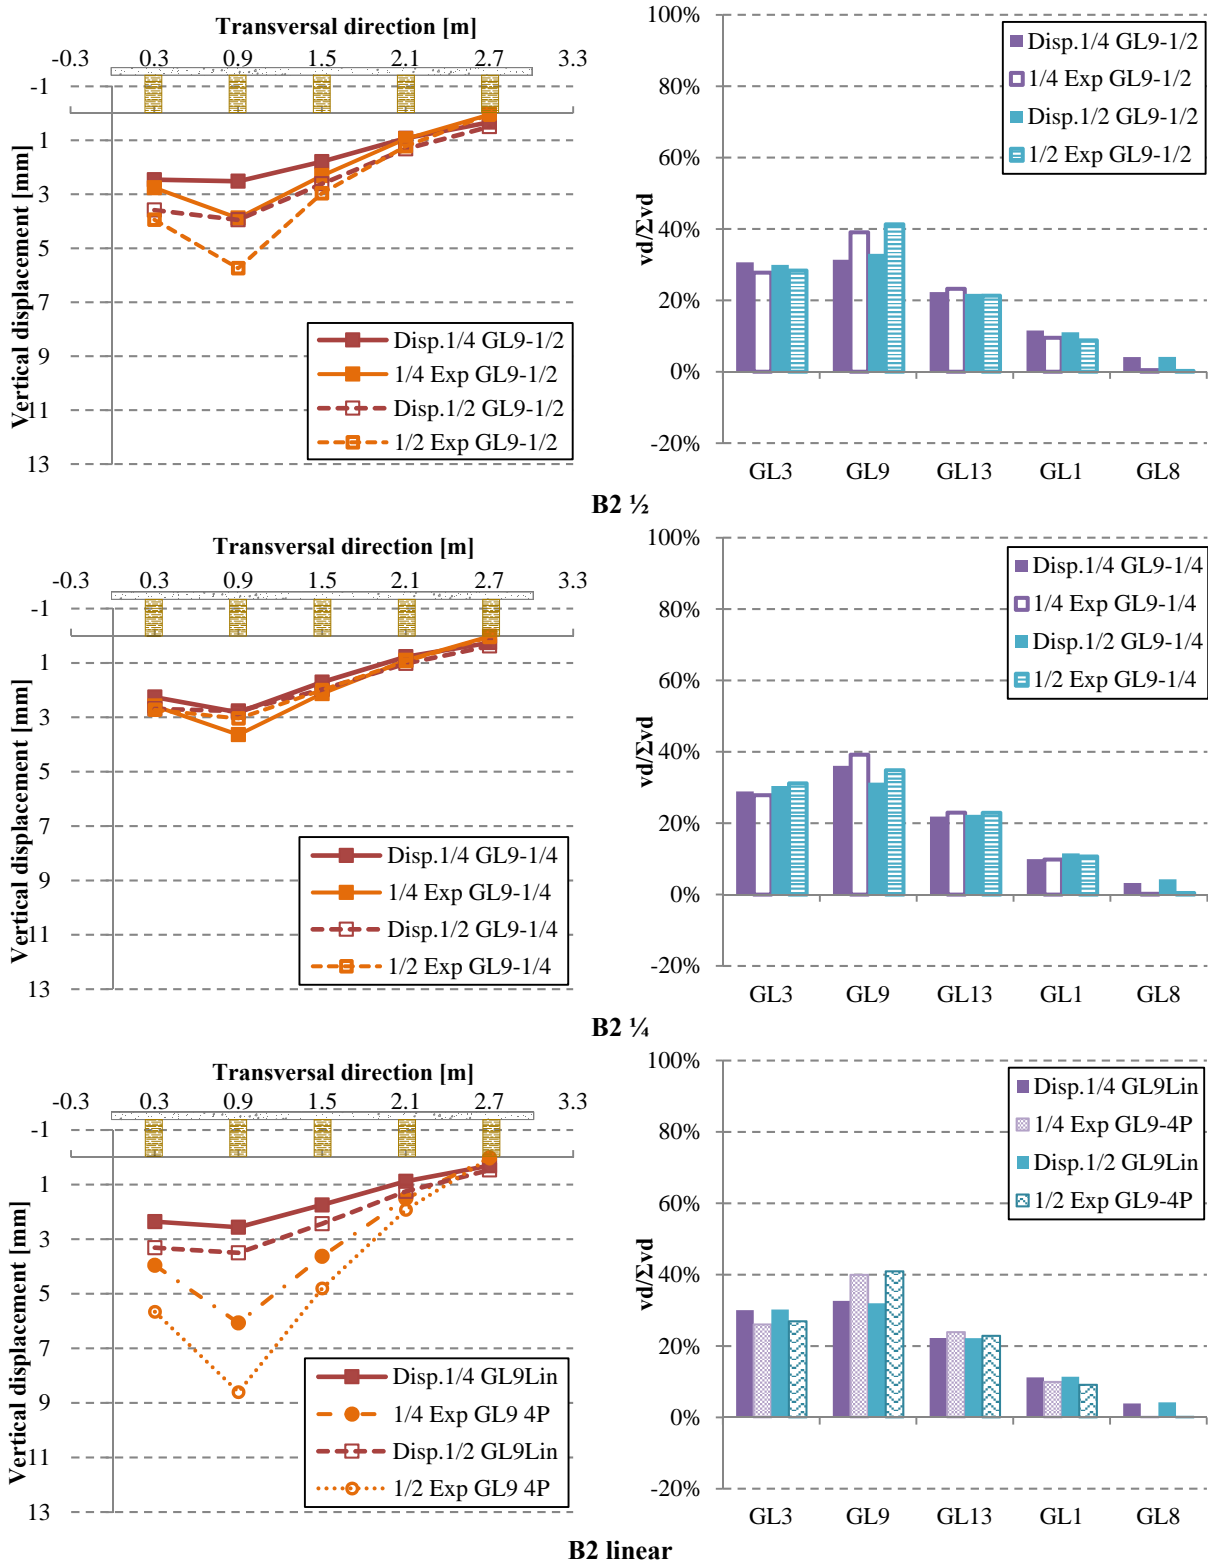 Transversal direction [m]
-0.3 0.3 0.9 1.5 2.1 2.7 3.3
-1
1
3
5
7
9
11
13
Vertical displacement [mm]
Disp.1/4 GL9-1/2
1/4 Exp GL9-1/2
Disp.1/2 GL9-1/2
1/2 Exp GL9-1/2
100%
80%
60%
40%
20%
0%
-20%
vd/Σvd
Disp.1/4 GL9-1/2
1/4 Exp GL9-1/2
Disp.1/2 GL9-1/2
1/2 Exp GL9-1/2
GL3 GL9 GL13 GL1 GL8
B2 ½
Transversal direction [m]
-0.3 0.3 0.9 1.5 2.1 2.7 3.3
-1
1
3
5
7
9
11
13
Vertical displacement [mm]
Disp.1/4 GL9-1/4
1/4 Exp GL9-1/4
Disp.1/2 GL9-1/4
1/2 Exp GL9-1/4
100%
80%
60%
40%
20%
0%
-20%
vd/Σvd
Disp.1/4 GL9-1/4
1/4 Exp GL9-1/4
Disp.1/2 GL9-1/4
1/2 Exp GL9-1/4
GL3 GL9 GL13 GL1 GL8
B2 ¼
Transversal direction [m]
-0.3 0.3 0.9 1.5 2.1 2.7 3.3
-1
1
3
5
7
9
11
13
Vertical displacement [mm]
Disp.1/4 GL9Lin
1/4 Exp GL9 4P
Disp.1/2 GL9Lin
1/2 Exp GL9 4P
100%
80%
60%
40%
20%
0%
-20%
vd/Σvd
Disp.1/4 GL9Lin
1/4 Exp GL9-4P
Disp.1/2 GL9Lin
1/2 Exp GL9-4P
GL3 GL9 GL13 GL1 GL8
B2 linear